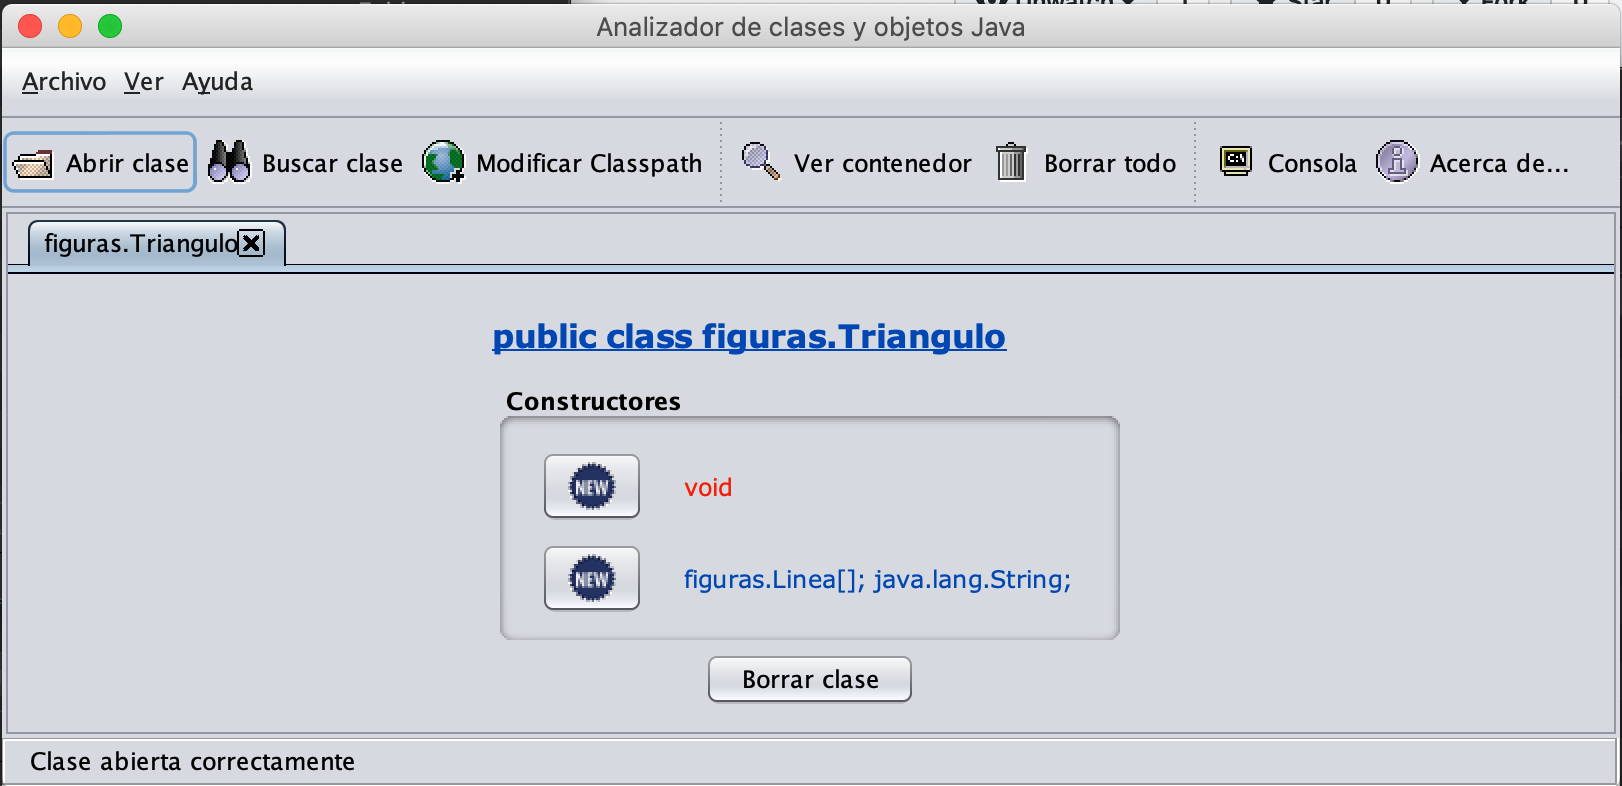 Analizador de clases y objetos Java
Archivo Ver Ayuda
Abrir clase Buscar clase Modificar Classpath Ver contenedor Borrar todo C:\ Consola i Acerca de...
figuras.Triangulo
public class figuras.Triangulo
Constructores
NEW void
NEW figuras.Linea[]; java.lang.String;
Borrar clase
Clase abierta correctamente